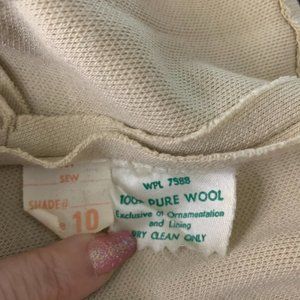 SEW
SHADE
10
WPL 7588
100% PURE WOOL
Exclusive of Ornamentation
and Lining
DRY CLEAN ONLY